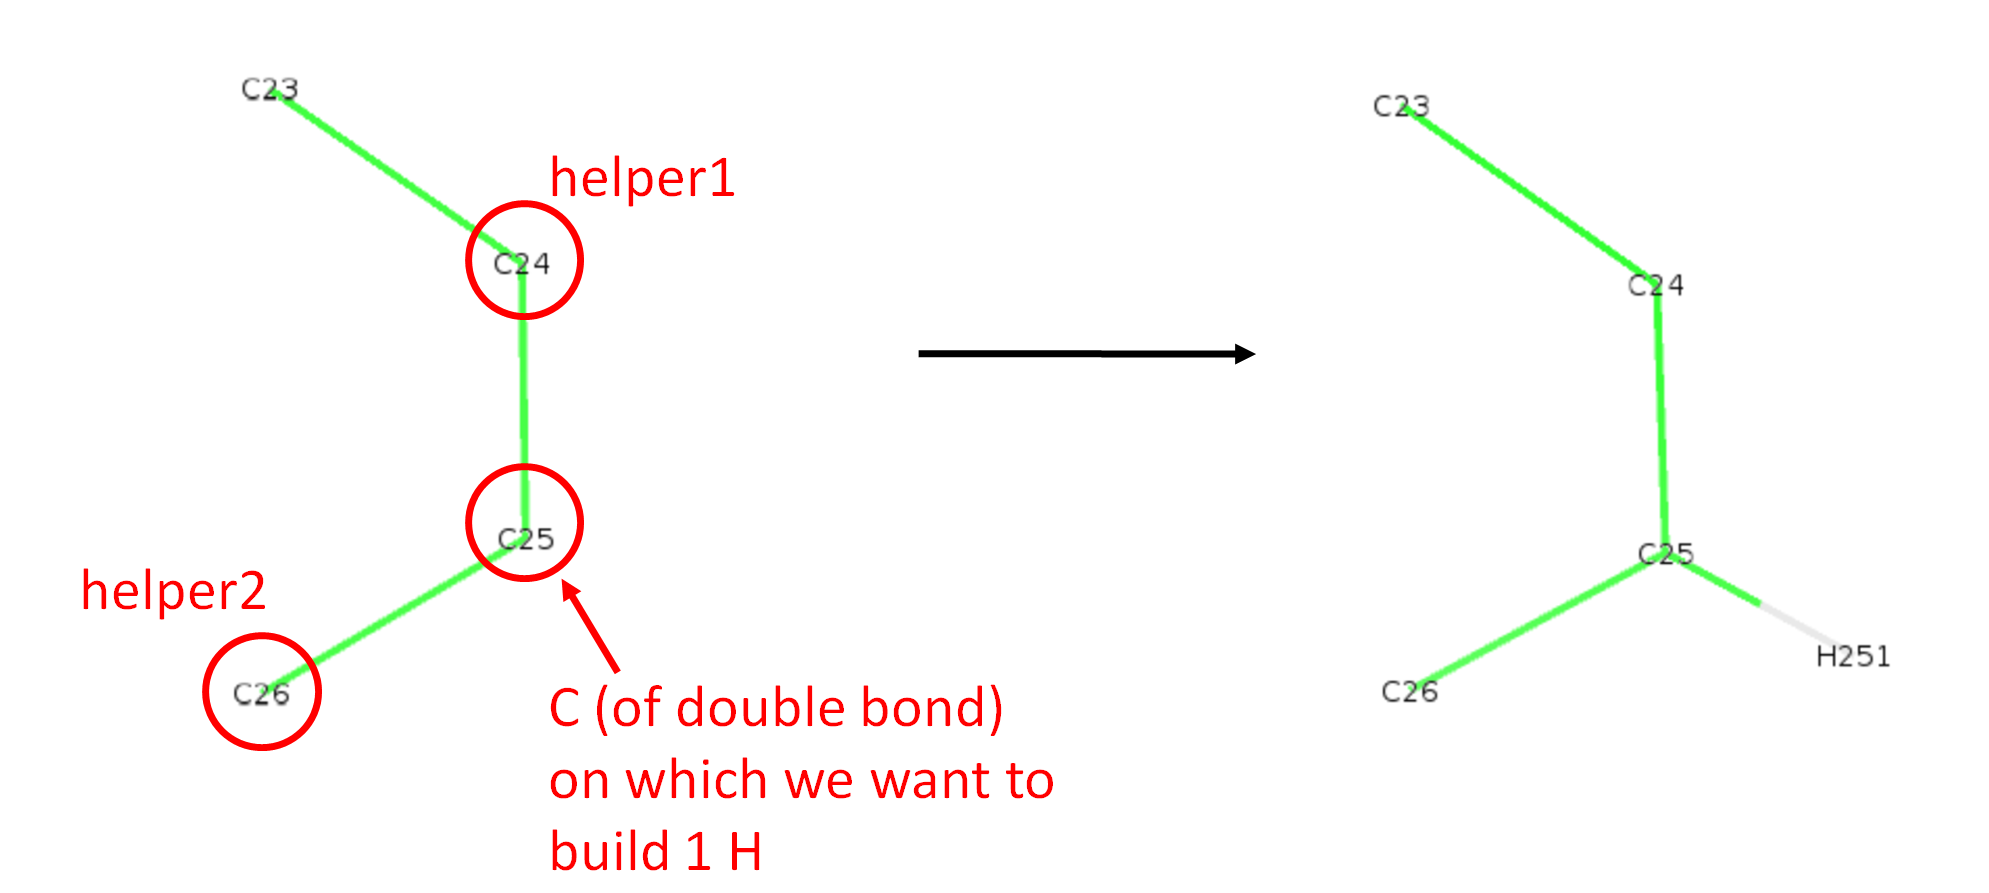 C23
helper1
C24
C25
helper2
C26
C (of double bond)
on which we want to
build 1 H
C23
C24
C25
H251
C26